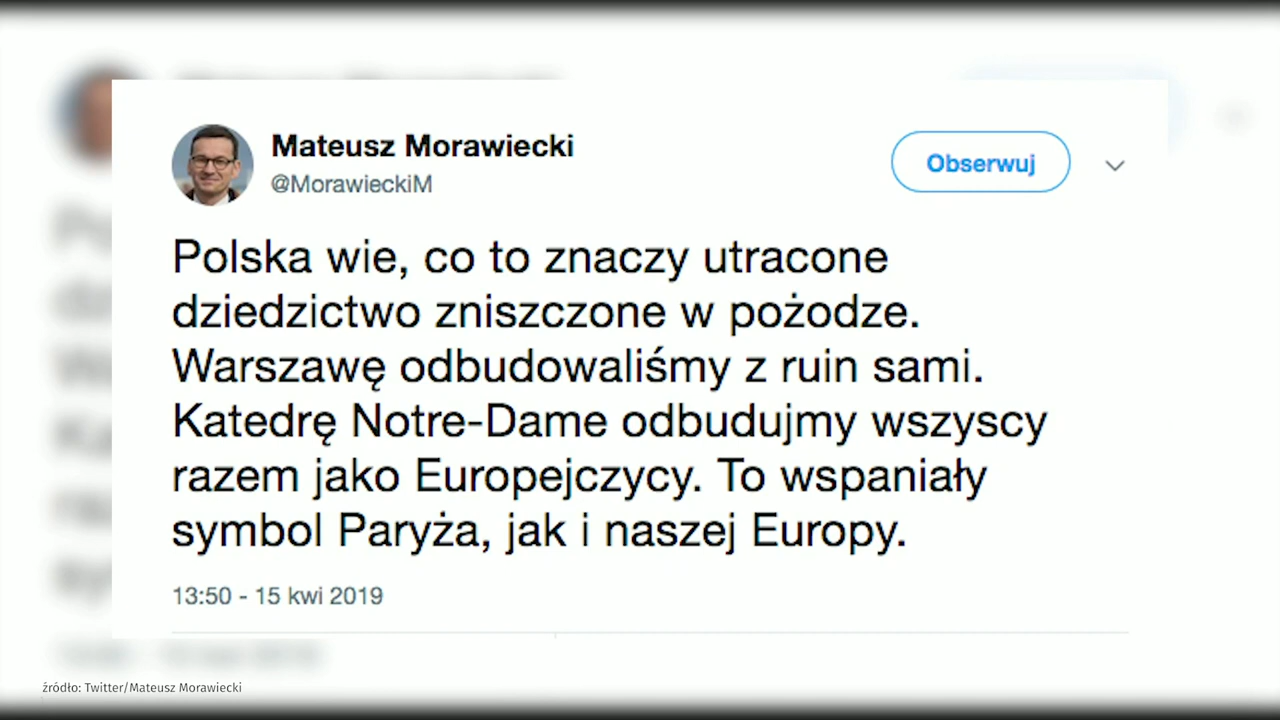 Mateusz Morawiecki
@MorawieckiM
Obserwuj
Polska wie, co to znaczy utracone
dziedzictwo zniszczone w pożodze.
Warszawę odbudowaliśmy z ruin sami.
Katedrę Notre-Dame odbudujmy wszyscy
razem jako Europejczycy. To wspaniały
symbol Paryża, jak i naszej Europy.
13:50 - 15 kwi 2019
źródło: Twitter/Mateusz Morawiecki